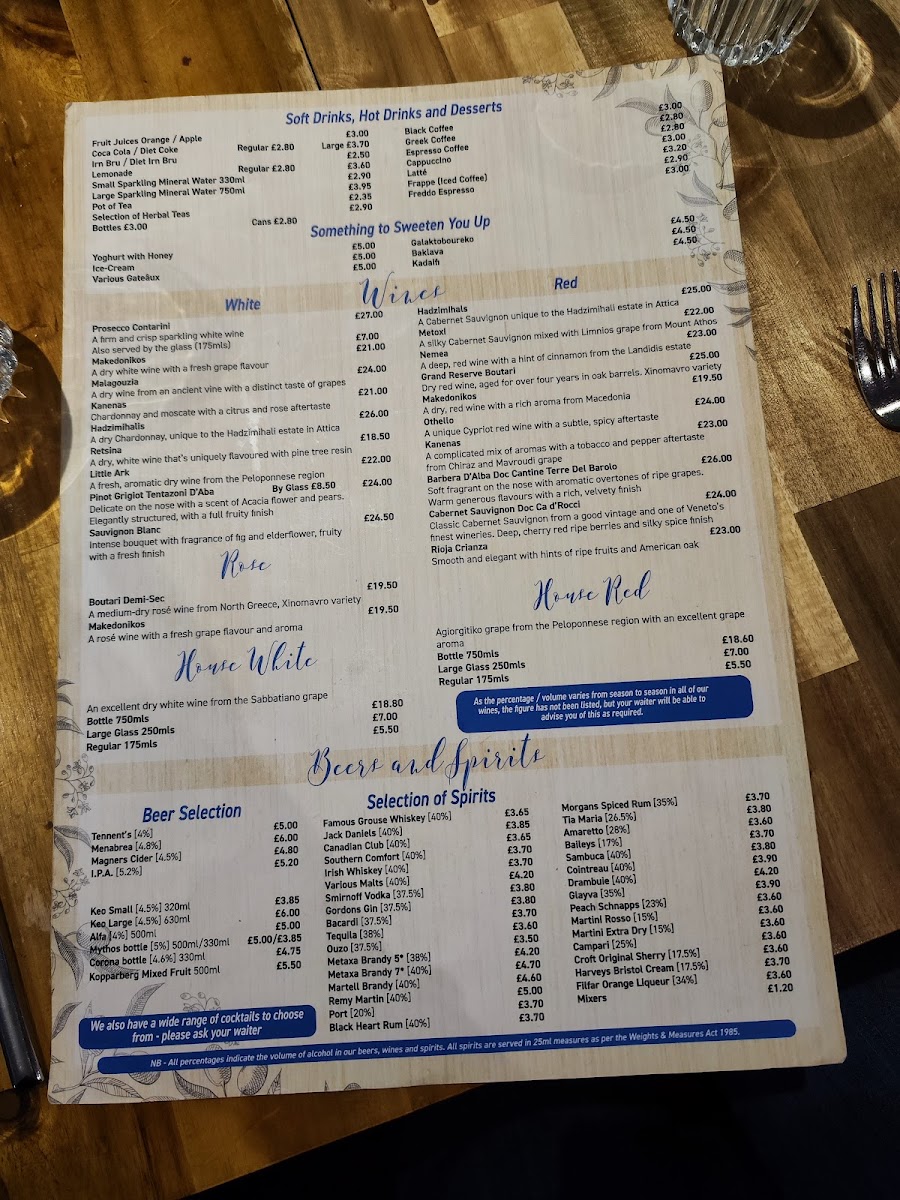 Soft Drinks, Hot Drinks and Desserts
Fruit Juices Orange / Apple £3.00
Coca Cola / Diet Coke Regular £2.80 Large £3.70
Irn Bru / Diet Irn Bru £2.50
Lemonade Regular £2.80 £3.60
Small Sparkling Mineral Water 330ml £2.90
Large Sparkling Mineral Water 750ml £3.95
Pot of Tea £2.35
Selection of Herbal Teas £2.90
Bottles £3.00 Cans £2.80
Black Coffee £3.00
Greek Coffee £2.80
Espresso Coffee £2.80
Cappuccino £3.00
Latté £3.20
Frappe (Iced Coffee) £2.90
Freddo Espresso £3.00
Something to Sweeten You Up
Yoghurt with Honey £5.00
Ice-Cream £5.00
Various Gateâux £5.00
Galaktoboureko £4.50
Baklava £4.50
Kadaifi £4.50
Wines
White
Prosecco Contarini £27.00
A firm and crisp sparkling white wine
Also served by the glass (175mls) £7.00
Makedonikos £21.00
A dry white wine with a fresh grape flavour
Malagouzia £24.00
A dry wine from an ancient vine with a distinct taste of grapes
Kanenas £21.00
Chardonnay and moscate with a citrus and rose aftertaste
Hadzimihalis £26.00
A dry Chardonnay, unique to the Hadzimihali estate in Attica
Retsina £18.50
A dry, white wine that's uniquely flavoured with pine tree resin
Little Ark £22.00
A fresh, aromatic dry wine from the Peloponnese region
Pinot Grigiot Tentazoni D'Aba By Glass £8.50 £24.00
Delicate on the nose with a scent of Acacia flower and pears.
Elegantly structured, with a full fruity finish
Sauvignon Blanc £24.50
Intense bouquet with fragrance of fig and elderflower, fruity
with a fresh finish
Rose
Boutari Demi-Sec £19.50
A medium-dry rosé wine from North Greece, Xinomavro variety
Makedonikos £19.50
A rosé wine with a fresh grape flavour and aroma
House White
An excellent dry white wine from the Sabbatiano grape
Bottle 750mls £18.80
Large Glass 250mls £7.00
Regular 175mls £5.50
Red
Hadzimihals £25.00
A Cabernet Sauvignon unique to the Hadzimihali estate in Attica
Metoxi £22.00
A silky Cabernet Sauvignon mixed with Limnios grape from Mount Athos
Nemea £23.00
A deep, red wine with a hint of cinnamon from the Landidis estate
Grand Reserve Boutari £25.00
Dry red wine, aged for over four years in oak barrels. Xinomavro variety
Makedonikos £19.50
A dry, red wine with a rich aroma from Macedonia
Othello £24.00
A unique Cypriot red wine with a subtle, spicy aftertaste
Kanenas £23.00
A complicated mix of aromas with a tobacco and pepper aftertaste
from Chiraz and Mavroudi grape
Barbera D'Alba Doc Cantine Terre Del Barolo £26.00
Soft fragrant on the nose with aromatic overtones of ripe grapes.
Warm generous flavours with a rich, velvety finish
Cabernet Sauvignon Doc Ca d'Rocci £24.00
Classic Cabernet Sauvignon from a good vintage and one of Veneto's
finest wineries. Deep, cherry red ripe berries and silky spice finish
Rioja Crianza £23.00
Smooth and elegant with hints of ripe fruits and American oak
House Red
Agiorgitiko grape from the Peloponnese region with an excellent grape
aroma
Bottle 750mls £18.60
Large Glass 250mls £7.00
Regular 175mls £5.50
As the percentage / volume varies from season to season in all of our
wines, the figure has not been listed, but your waiter will be able to
advise you of this as required.
Beers and Spirits
Beer Selection
Tennent's [4%] £5.00
Menabrea [4.8%] £6.00
Magners Cider [4.5%] £4.80
I.P.A. [5.2%] £5.20
Keo Small [4.5%] 320ml £3.85
Keo Large [4.5%] 630ml £6.00
Alfa [4%] 500ml £5.00
Mythos bottle [5%] 500ml/330ml £5.00/£3.85
Corona bottle [4.6%] 330ml £4.75
Kopparberg Mixed Fruit 500ml £5.50
We also have a wide range of cocktails to choose
from - please ask your waiter
Selection of Spirits
Famous Grouse Whiskey [40%] £3.65
Jack Daniels [40%] £3.85
Canadian Club [40%] £3.65
Southern Comfort [40%] £3.70
Irish Whiskey [40%] £3.70
Various Malts [40%] £4.20
Smirnoff Vodka [37.5%] £3.80
Gordons Gin [37.5%] £3.80
Bacardi [37.5%] £3.70
Tequila [38%] £3.60
Ouzo [37.5%] £3.50
Metaxa Brandy 5* [38%] £4.20
Metaxa Brandy 7* [40%] £4.70
Martell Brandy [40%] £4.60
Remy Martin [40%] £5.00
Port [20%] £3.70
Black Heart Rum [40%] £3.70
Morgans Spiced Rum [35%] £3.70
Tia Maria [26.5%] £3.80
Amaretto [28%] £3.60
Baileys [17%] £3.70
Sambuca [40%] £3.80
Cointreau [40%] £3.90
Drambuie [40%] £4.20
Glayva [35%] £3.90
Peach Schnapps [23%] £3.60
Martini Rosso [15%] £3.60
Martini Extra Dry [15%] £3.60
Campari [25%] £3.60
Croft Original Sherry [17.5%] £3.60
Harveys Bristol Cream [17.5%] £3.70
Filfar Orange Liqueur [34%] £3.60
Mixers £1.20
NB - All percentages indicate the volume of alcohol in our beers, wines and spirits. All spirits are served in 25ml measures as per the Weights & Measures Act 1985.